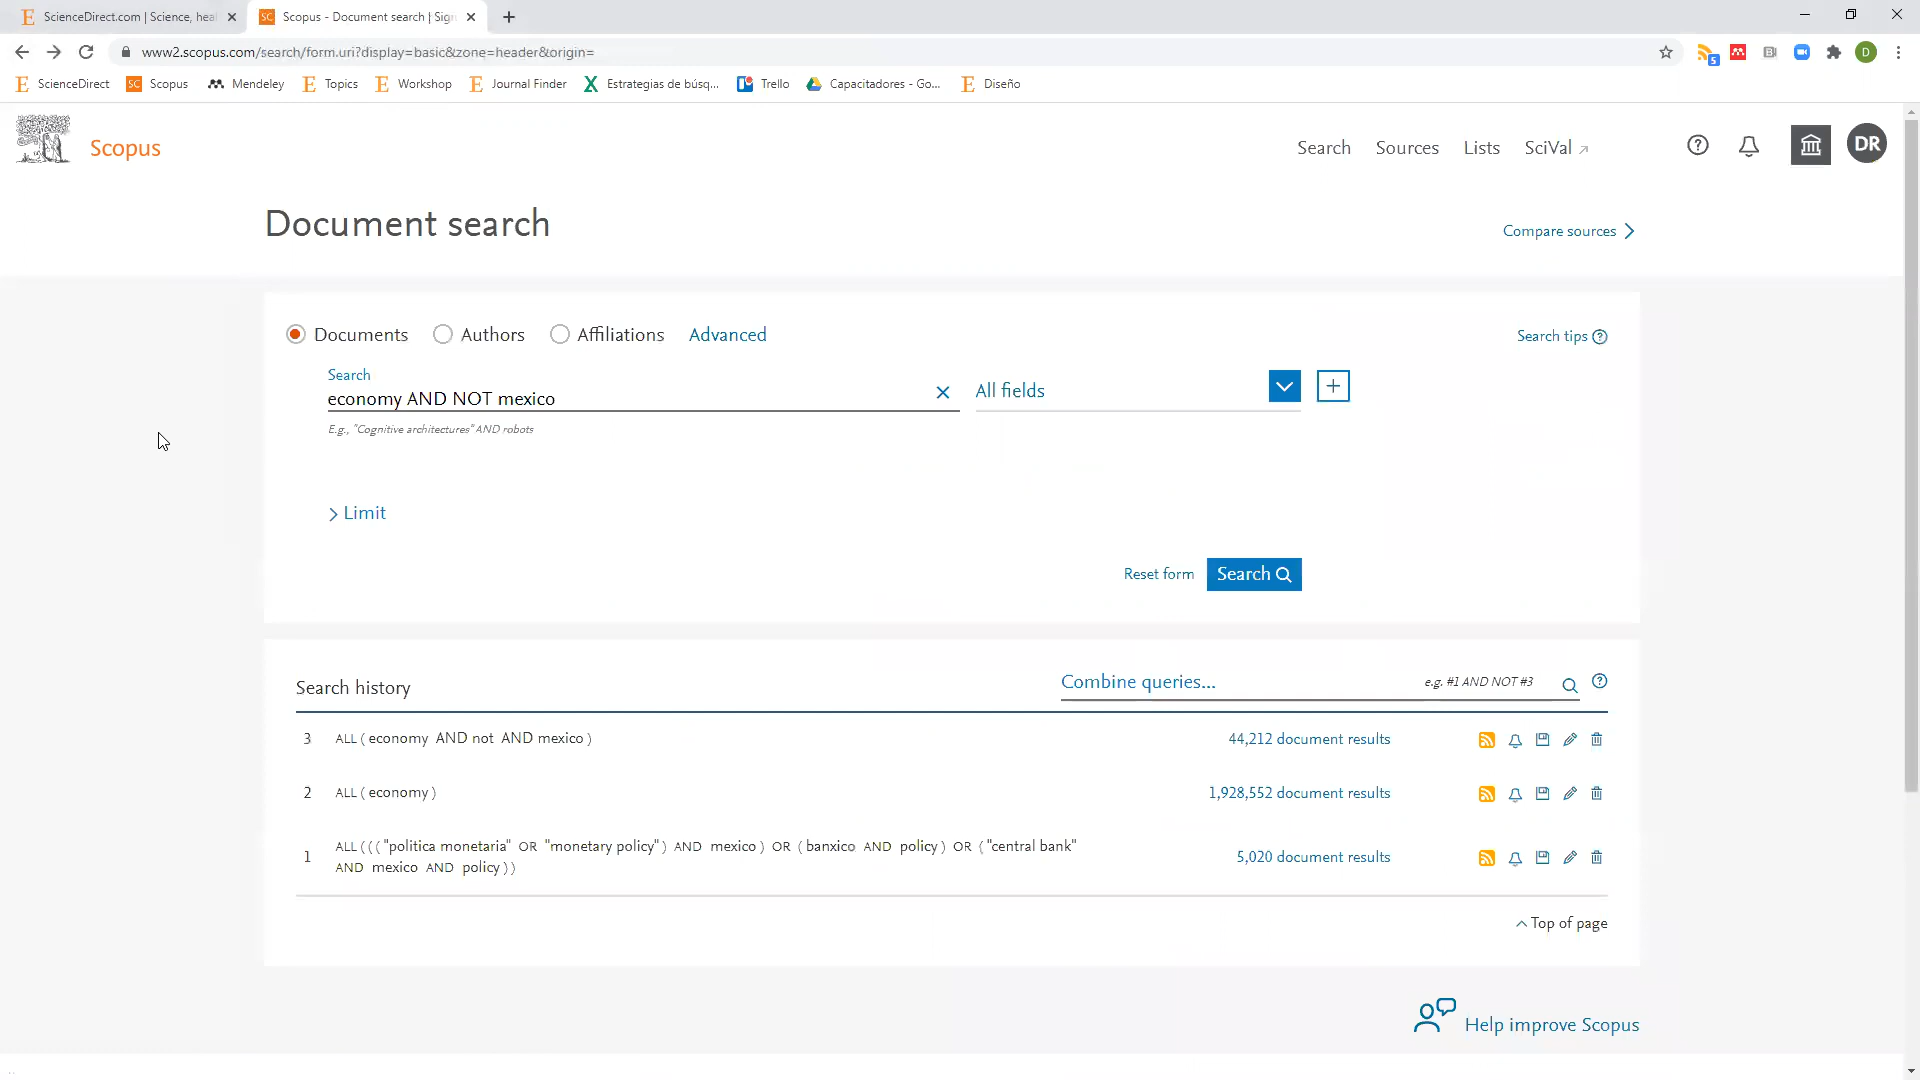 ScienceDirect.com | Science, heal
Scopus - Document search | Sign
www2.scopus.com/search/form.uri?display=basic&zone=header&origin=
5
D
ScienceDirect
Scopus
Mendeley
Topics
Workshop
Journal Finder
Estrategias de búsq...
Trello
Capacitadores - Go...
Diseño
Scopus
Search
Sources
Lists
SciVal
DR
Document search
Compare sources
Documents
Authors
Affiliations
Advanced
Search tips
Search
economy AND NOT mexico
All fields
E.g., "Cognitive architectures" AND robots
Limit
Reset form
Search
Search history
Combine queries...
e.g. #1 AND NOT #3
3 ALL ( economy AND not AND mexico ) 44,212 document results
2 ALL ( economy ) 1,928,552 document results
1 ALL ( ( ( "politica monetaria" OR "monetary policy" ) AND mexico ) OR ( banxico AND policy ) OR ( "central bank" AND mexico AND policy ) ) 5,020 document results
Top of page
Help improve Scopus